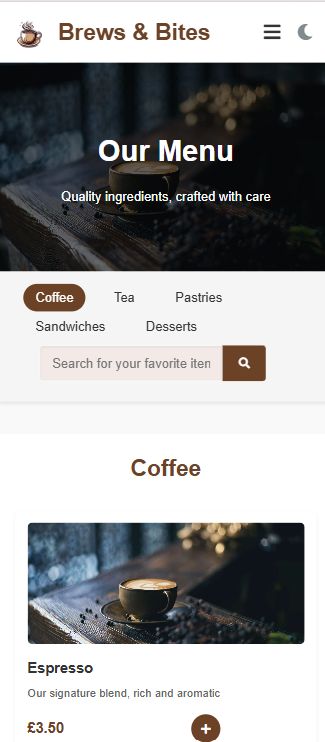 Brews & Bites
Our Menu
Quality ingredients, crafted with care
Coffee Tea Pastries
Sandwiches Desserts
Search for your favorite iten
Coffee
Espresso
Our signature blend, rich and aromatic
£3.50 +